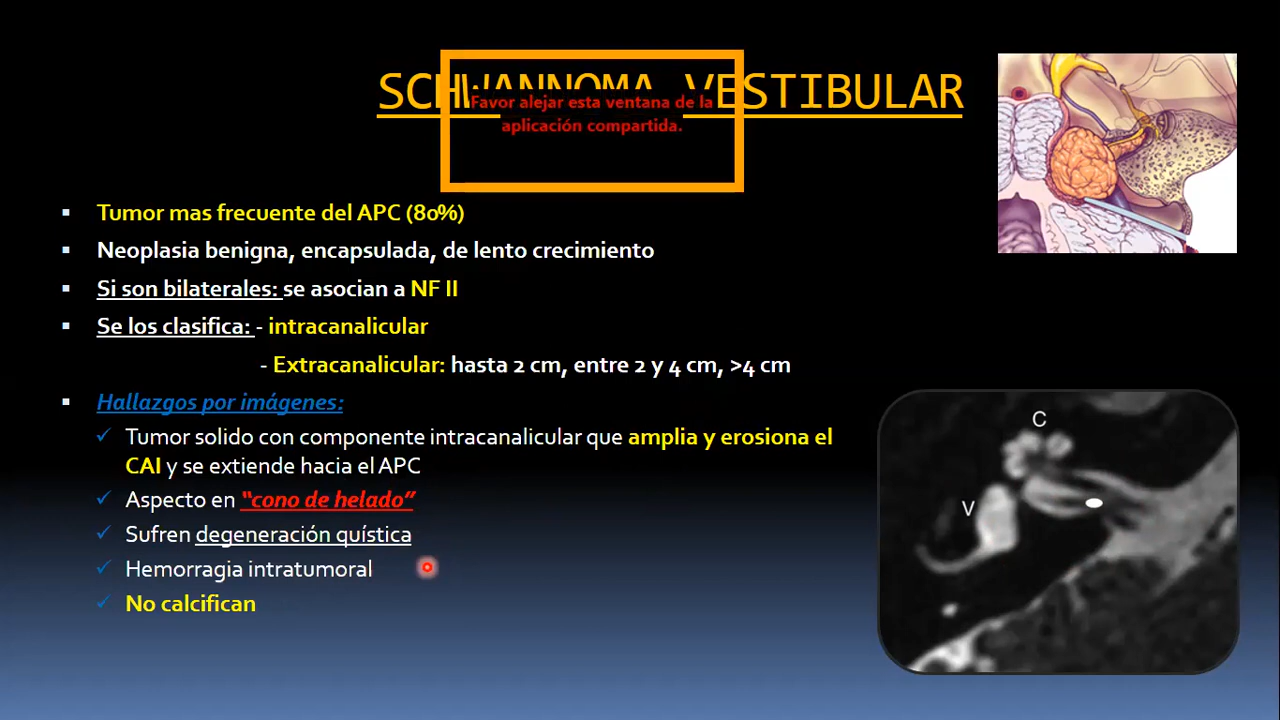 SCHWANNOMA VESTIBULAR
Favor alejar esta ventana de la
aplicación compartida.
Tumor mas frecuente del APC (80%)
Neoplasia benigna, encapsulada, de lento crecimiento
Si son bilaterales: se asocian a NF II
Se los clasifica: - intracanalicular
- Extracanalicular: hasta 2 cm, entre 2 y 4 cm, >4 cm
Hallazgos por imágenes:
Tumor solido con componente intracanalicular que amplia y erosiona el
CAI y se extiende hacia el APC
Aspecto en “cono de helado”
Sufren degeneración quística
Hemorragia intratumoral
No calcifican
C
V